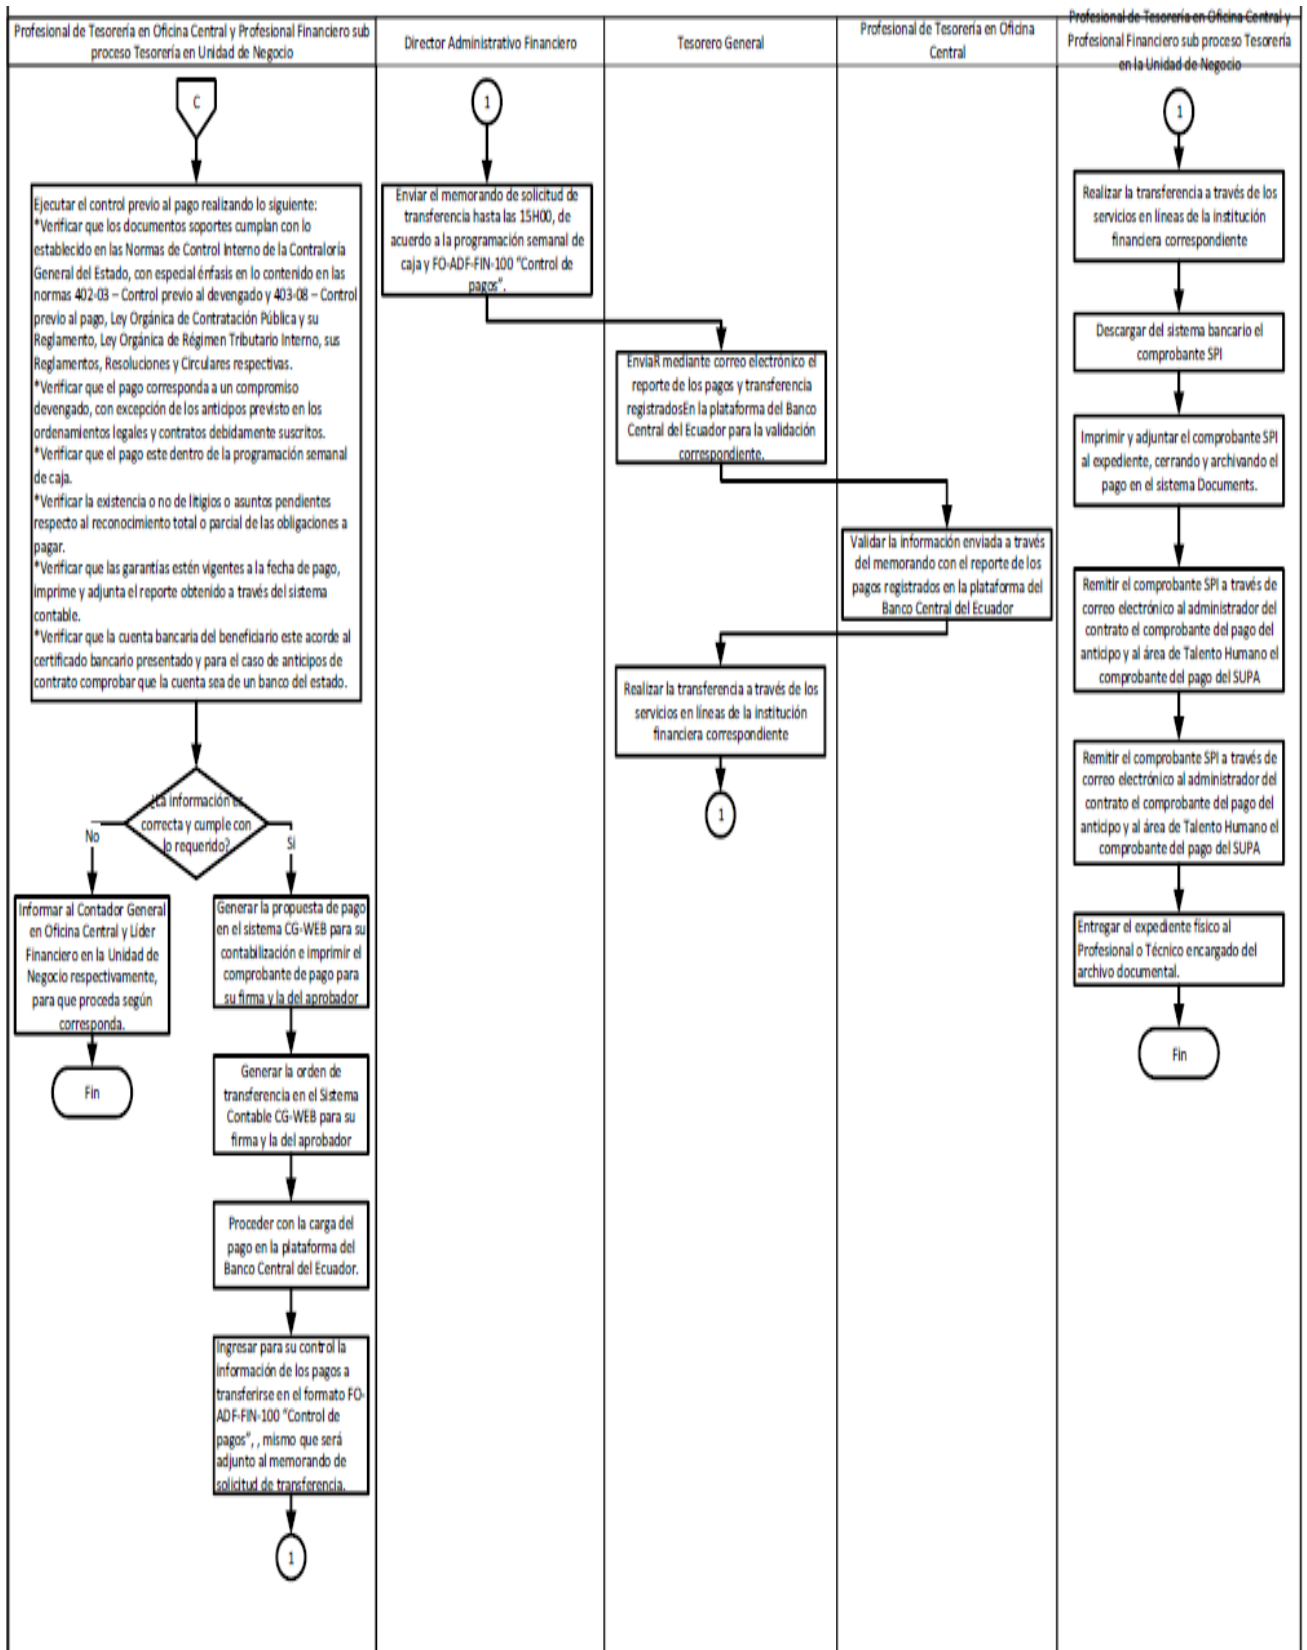 Profesional de Tesorería en Oficina Central y Profesional Financiero sub
proceso Tesorería en Unidad de Negocio
Director Administrativo Financiero
Tesorero General
Profesional de Tesorería en Oficina
Central
Profesional de Tesorería en Oficina Central y
Profesional Financiero sub proceso Tesorería
en la Unidad de Negocio
C
Ejecutar el control previo al pago realizando lo siguiente:
*Verificar que los documentos soportes cumplan con lo
establecido en las Normas de Control Interno de la Contraloría
General del Estado, con especial énfasis en lo contenido en las
normas 402-03 – Control previo al devengado y 403-08 – Control
previo al pago, Ley Orgánica de Contratación Pública y su
Reglamento, Ley Orgánica de Régimen Tributario Interno, sus
Reglamentos, Resoluciones y Circulares respectivas.
*Verificar que el pago corresponda a un compromiso
devengado, con excepción de los anticipos previsto en los
ordenamientos legales y contratos debidamente suscritos.
*Verificar que el pago este dentro de la programación semanal
de caja.
*Verificar la existencia o no de litigios o asuntos pendientes
respecto al reconocimiento total o parcial de las obligaciones a
pagar.
*Verificar que las garantías estén vigentes a la fecha de pago,
imprime y adjunta el reporte obtenido a través del sistema
contable.
*Verificar que la cuenta bancaria del beneficiario este acorde al
certificado bancario presentado y para el caso de anticipos de
contrato comprobar que la cuenta sea de un banco del estado.
¿La información es
correcta y cumple con
lo requerido?
No
Si
Informar al Contador General
en Oficina Central y Líder
Financiero en la Unidad de
Negocio respectivamente,
para que proceda según
corresponda.
Fin
Generar la propuesta de pago
en el sistema CG-WEB para su
contabilización e imprimir el
comprobante de pago para
su firma y la del aprobador
Generar la orden de
transferencia en el Sistema
Contable CG-WEB para su
firma y la del aprobador
Proceder con la carga del
pago en la plataforma del
Banco Central del Ecuador.
Ingresar para su control la
información de los pagos a
transferirse en el formato FO-
ADF-FIN-100 “Control de
pagos”, , mismo que será
adjunto al memorando de
solicitud de transferencia.
1
1
Enviar el memorando de solicitud de
transferencia hasta las 15H00, de
acuerdo a la programación semanal de
caja y FO-ADF-FIN-100 “Control de
pagos”.
EnviaR mediante correo electrónico el
reporte de los pagos y transferencia
registradosEn la plataforma del Banco
Central del Ecuador para la validación
correspondiente.
Validar la información enviada a través
del memorando con el reporte de los
pagos registrados en la plataforma del
Banco Central del Ecuador
Realizar la transferencia a través de los
servicios en líneas de la institución
financiera correspondiente
1
1
Realizar la transferencia a través de los
servicios en líneas de la institución
financiera correspondiente
Descargar del sistema bancario el
comprobante SPI
Imprimir y adjuntar el comprobante SPI
al expediente, cerrando y archivando el
pago en el sistema Documents.
Remitir el comprobante SPI a través de
correo electrónico al administrador del
contrato el comprobante del pago del
anticipo y al área de Talento Humano el
comprobante del pago del SUPA
Remitir el comprobante SPI a través de
correo electrónico al administrador del
contrato el comprobante del pago del
anticipo y al área de Talento Humano el
comprobante del pago del SUPA
Entregar el expediente físico al
Profesional o Técnico encargado del
archivo documental.
Fin